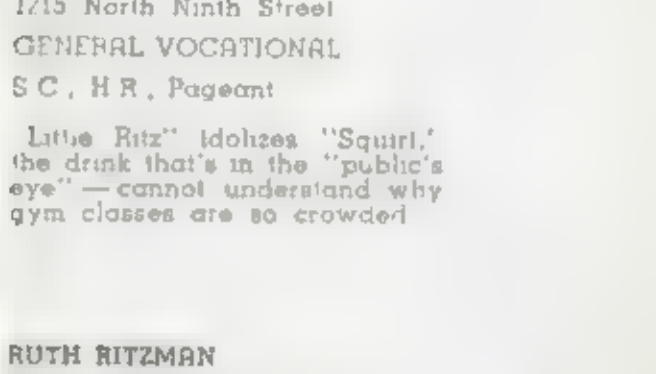 1215 North Ninth Street
GENERAL VOCATIONAL
S C, H R, Pageant
"Little Ritz" idolizes "Squirt,"
the drink that's in the "public's
eye" — cannot understand why
gym classes are so crowded
RUTH RITZMAN